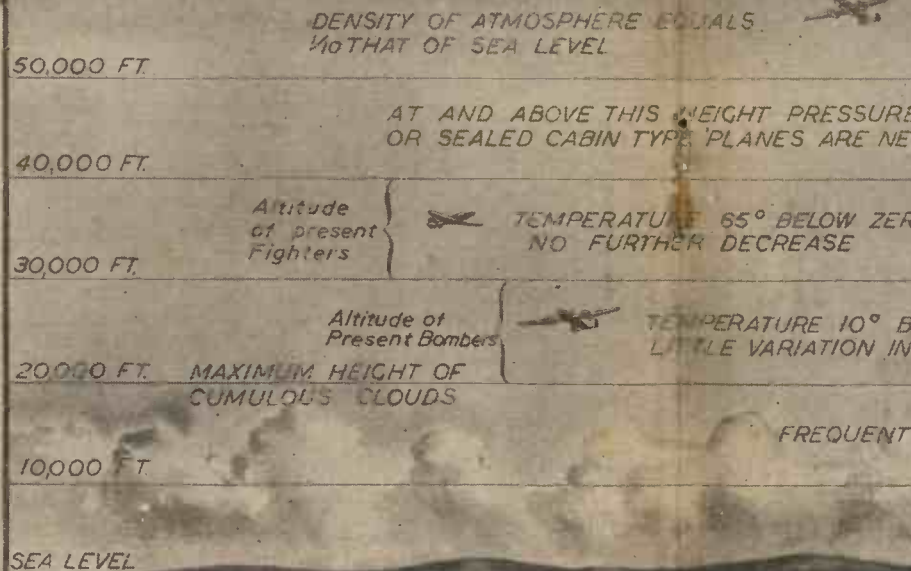 DENSITY OF ATMOSPHERE EQUALS
1/10 THAT OF SEA LEVEL
50,000 FT.
AT AND ABOVE THIS HEIGHT PRESSURE
OR SEALED CABIN TYPE 'PLANES ARE NE
40,000 FT.
Altitude
of present
Fighters
TEMPERATURE 65° BELOW ZER
NO FURTHER DECREASE
30,000 FT.
Altitude of
Present Bombers
TEMPERATURE 10° B
LITTLE VARIATION IN
20,000 FT.
MAXIMUM HEIGHT OF
CUMULOUS CLOUDS
FREQUENT
10,000 FT.
SEA LEVEL